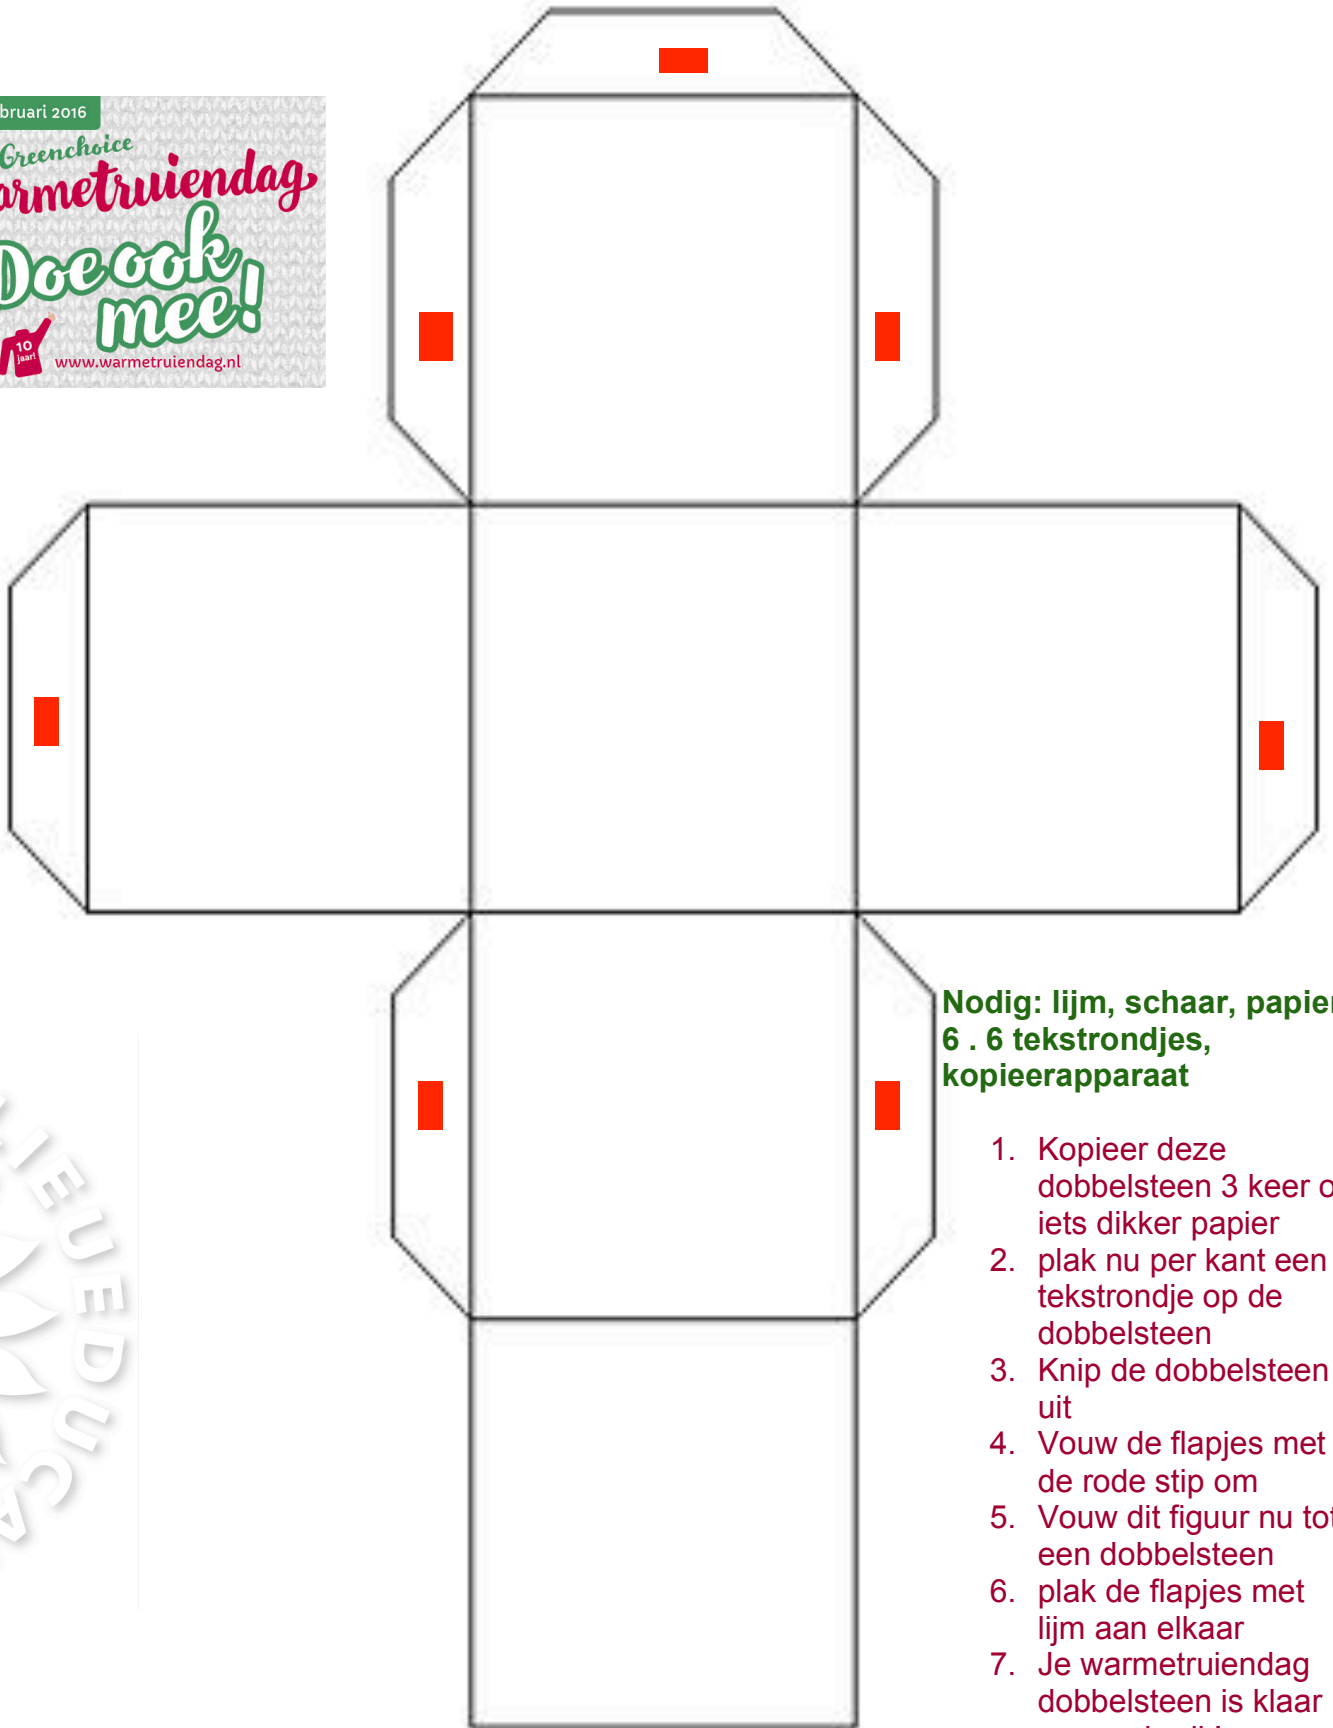 bruari 2016
Greenchoice
armetruiendag
Doe ook
mee!
10
jaar!
www.warmetruiendag.nl
Nodig: lijm, schaar, papier
6 . 6 tekstrondjes,
kopieerapparaat
1. Kopieer deze
dobbelsteen 3 keer o
iets dikker papier
2. plak nu per kant een
tekstrondje op de
dobbelsteen
3. Knip de dobbelsteen
uit
4. Vouw de flapjes met
de rode stip om
5. Vouw dit figuur nu tot
een dobbelsteen
6. plak de flapjes met
lijm aan elkaar
7. Je warmetruiendag
dobbelsteen is klaar
LIEUEDUCA